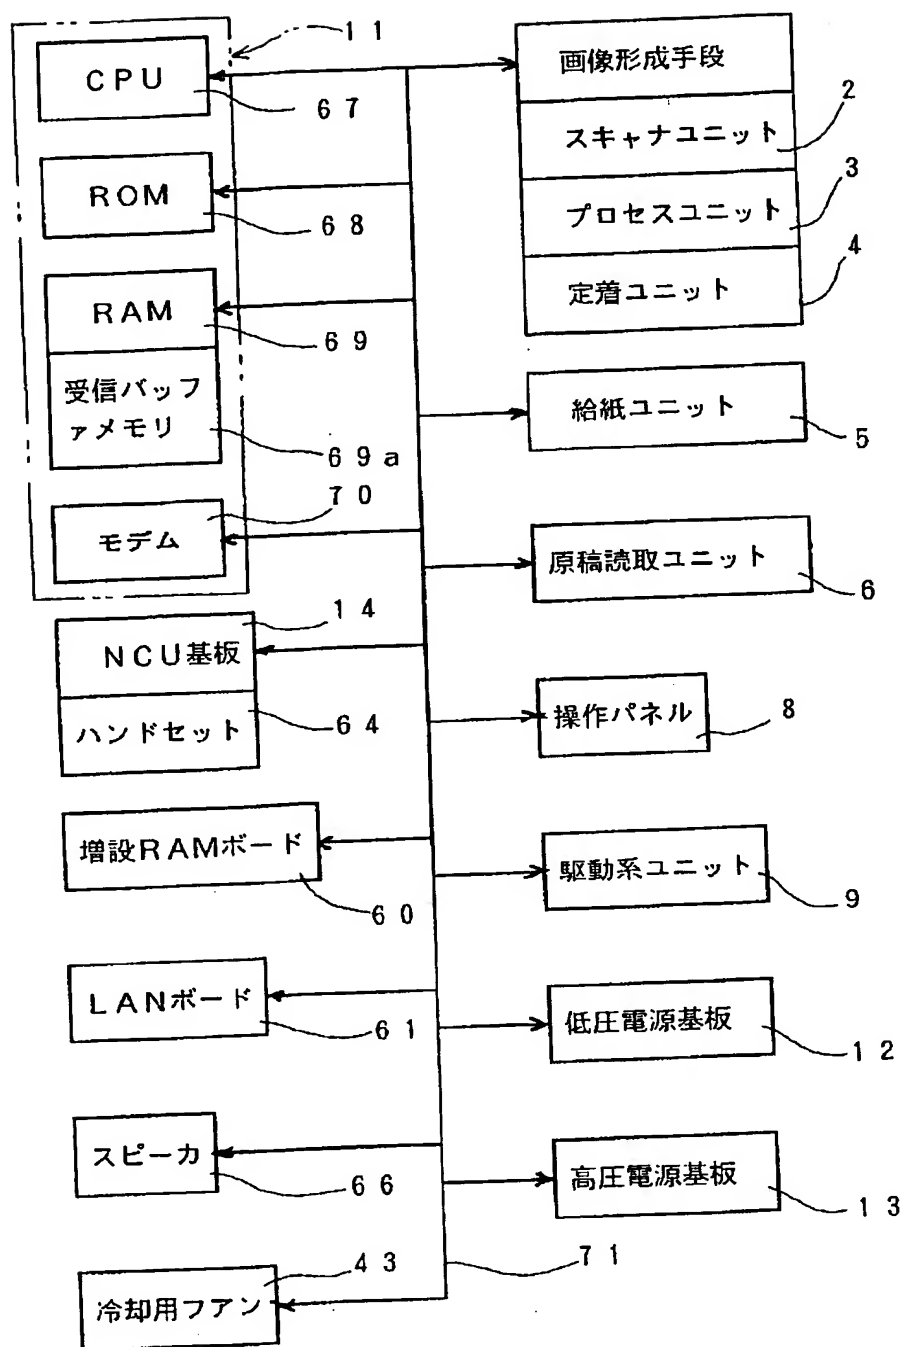 11
CPU
67
ROM
68
RAM
69
受信バッフ
ァメモリ
69a
70
モデム
14
NCU基板
ハンドセット
64
増設RAMボード
60
LANボード
61
スピーカ
66
43
冷却用フアン
71
画像形成手段
2
スキャナユニット
3
プロセスユニット
4
定着ユニット
給紙ユニット
5
原稿読取ユニット
6
操作パネル
8
駆動系ユニット
9
低圧電源基板
12
高圧電源基板
13